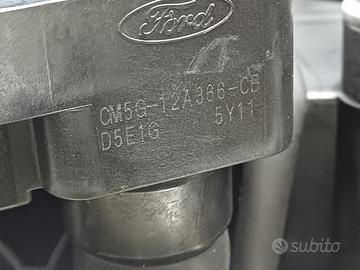 Ford
CM5G-12A366-CB
D5E1G 5Y11
subito